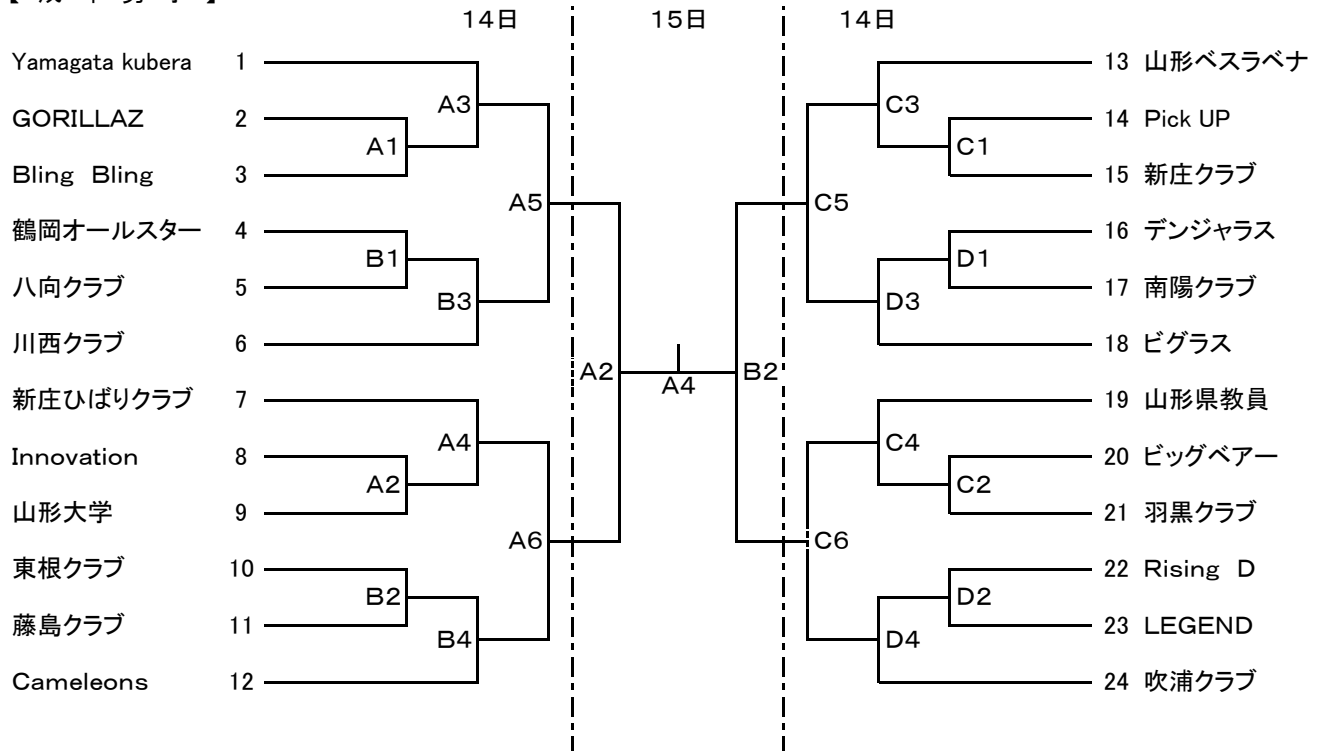 14日 15日 14日
Yamagata kubera 1 13 山形ベスラベナ
A3 C3
GORILLAZ 2 14 Pick UP
A1 C1
Bling Bling 3 15 新庄クラブ
A5 C5
鶴岡オールスター 4 16 デンジャラス
B1 D1
八向クラブ 5 17 南陽クラブ
B3 D3
川西クラブ 6 18 ビグラス
A2 A4 B2
新庄ひばりクラブ 7 19 山形県教員
A4 C4
Innovation 8 20 ビッグベアー
A2 C2
山形大学 9 21 羽黒クラブ
A6 C6
東根クラブ 10 22 Rising D
B2 D2
藤島クラブ 11 23 LEGEND
B4 D4
Cameleons 12 24 吹浦クラブ